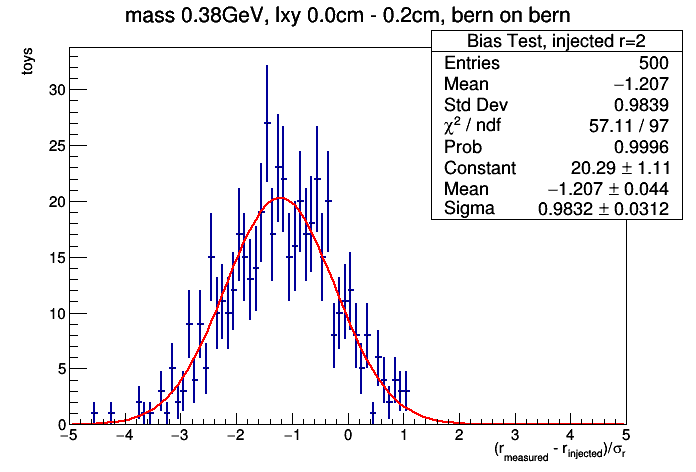 mass 0.38GeV, lxy 0.0cm - 0.2cm, bern on bern
Bias Test, injected r=2
Entries 500
Mean −1.207
Std Dev 0.9839
χ² / ndf 57.11 / 97
Prob 0.9996
Constant 20.29 ± 1.11
Mean −1.207 ± 0.044
Sigma 0.9832 ± 0.0312
toys
30
25
20
15
10
5
0
−5 −4 −3 −2 −1 0 1 2 3 4 5
(r_measured - r_injected)/σ_r